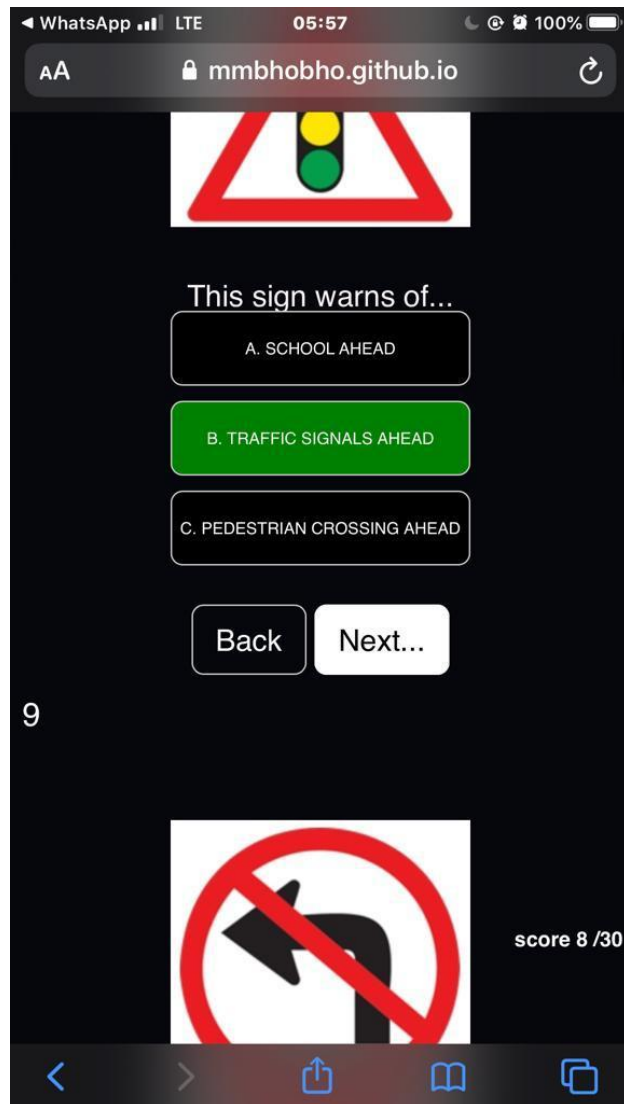 WhatsApp LTE 05:57 100%
AA mmbhobho.github.io
This sign warns of...
A. SCHOOL AHEAD
B. TRAFFIC SIGNALS AHEAD
C. PEDESTRIAN CROSSING AHEAD
Back Next...
9
score 8 /30